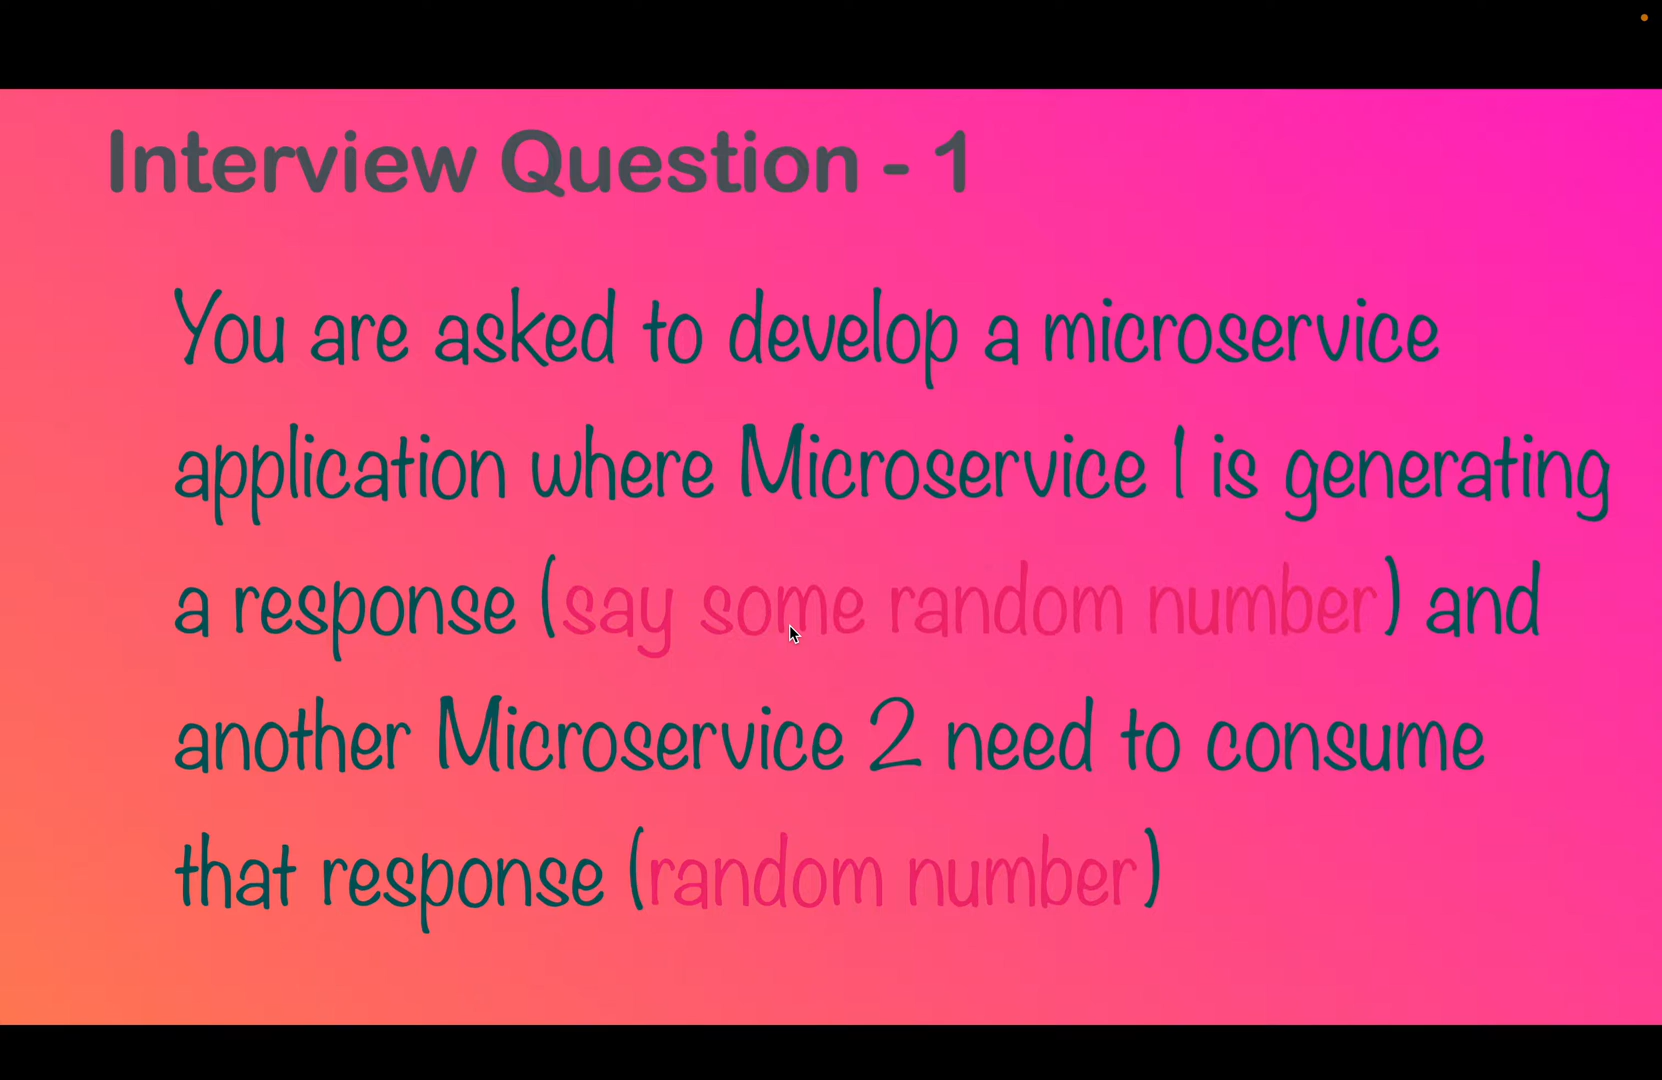 Interview Question - 1
You are asked to develop a microservice
application where Microservice 1 is generating
a response (say some random number) and
another Microservice 2 need to consume
that response (random number)